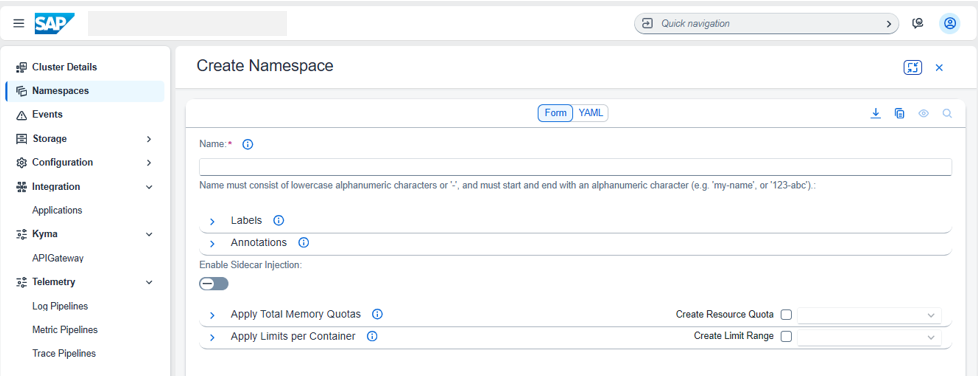 SAP
Quick navigation
Cluster Details
Namespaces
Events
Storage
Configuration
Integration
Applications
Kyma
APIGateway
Telemetry
Log Pipelines
Metric Pipelines
Trace Pipelines
Create Namespace
Form YAML
Name:*
Name must consist of lowercase alphanumeric characters or '-', and must start and end with an alphanumeric character (e.g. 'my-name', or '123-abc').:
Labels
Annotations
Enable Sidecar Injection:
Apply Total Memory Quotas Create Resource Quota
Apply Limits per Container Create Limit Range